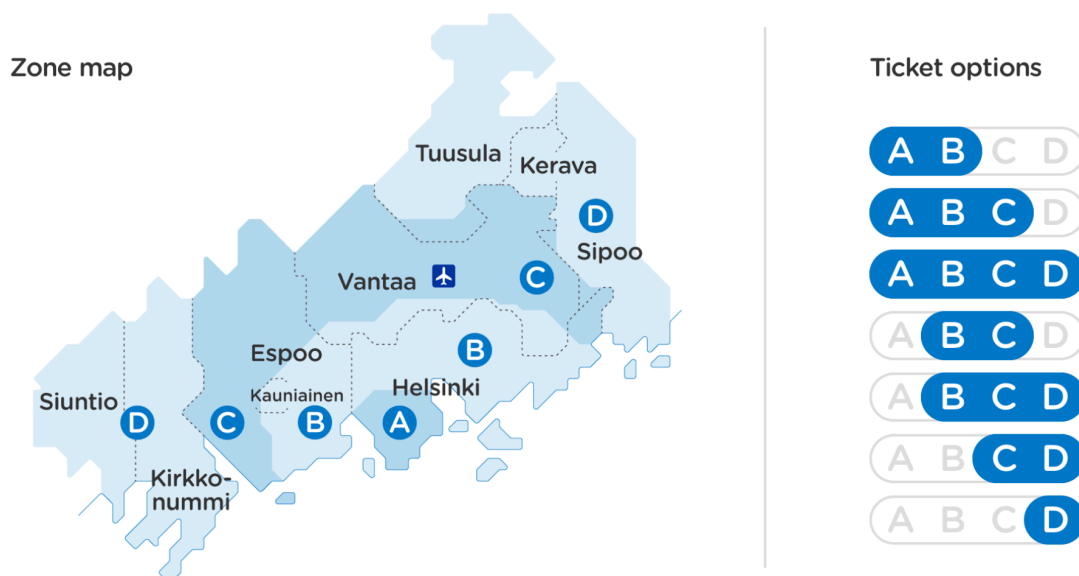 Zone map
Tuusula
Kerava
D
Sipoo
Vantaa
C
Espoo
B
Kauniainen
Helsinki
Siuntio
D
C
B
A
Kirkko-
nummi
Ticket options
A B C D
A B C D
A B C D
A B C D
A B C D
A B C D
A B C D